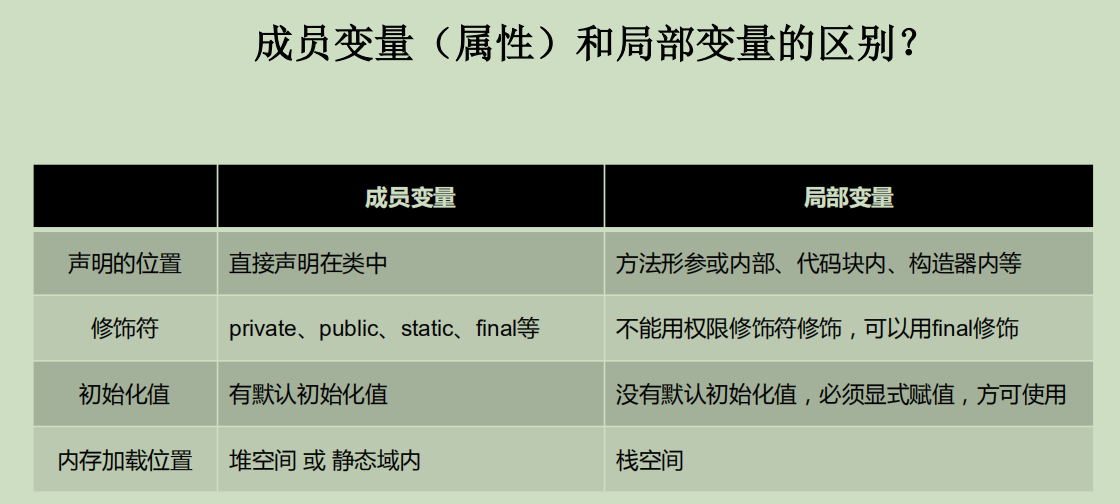 成员变量（属性）和局部变量的区别？
成员变量 局部变量
声明的位置 直接声明在类中 方法形参或内部、代码块内、构造器内等
修饰符 private、public、static、final等 不能用权限修饰符修饰，可以用final修饰
初始化值 有默认初始化值 没有默认初始化值，必须显式赋值，方可使用
内存加载位置 堆空间 或 静态域内 栈空间